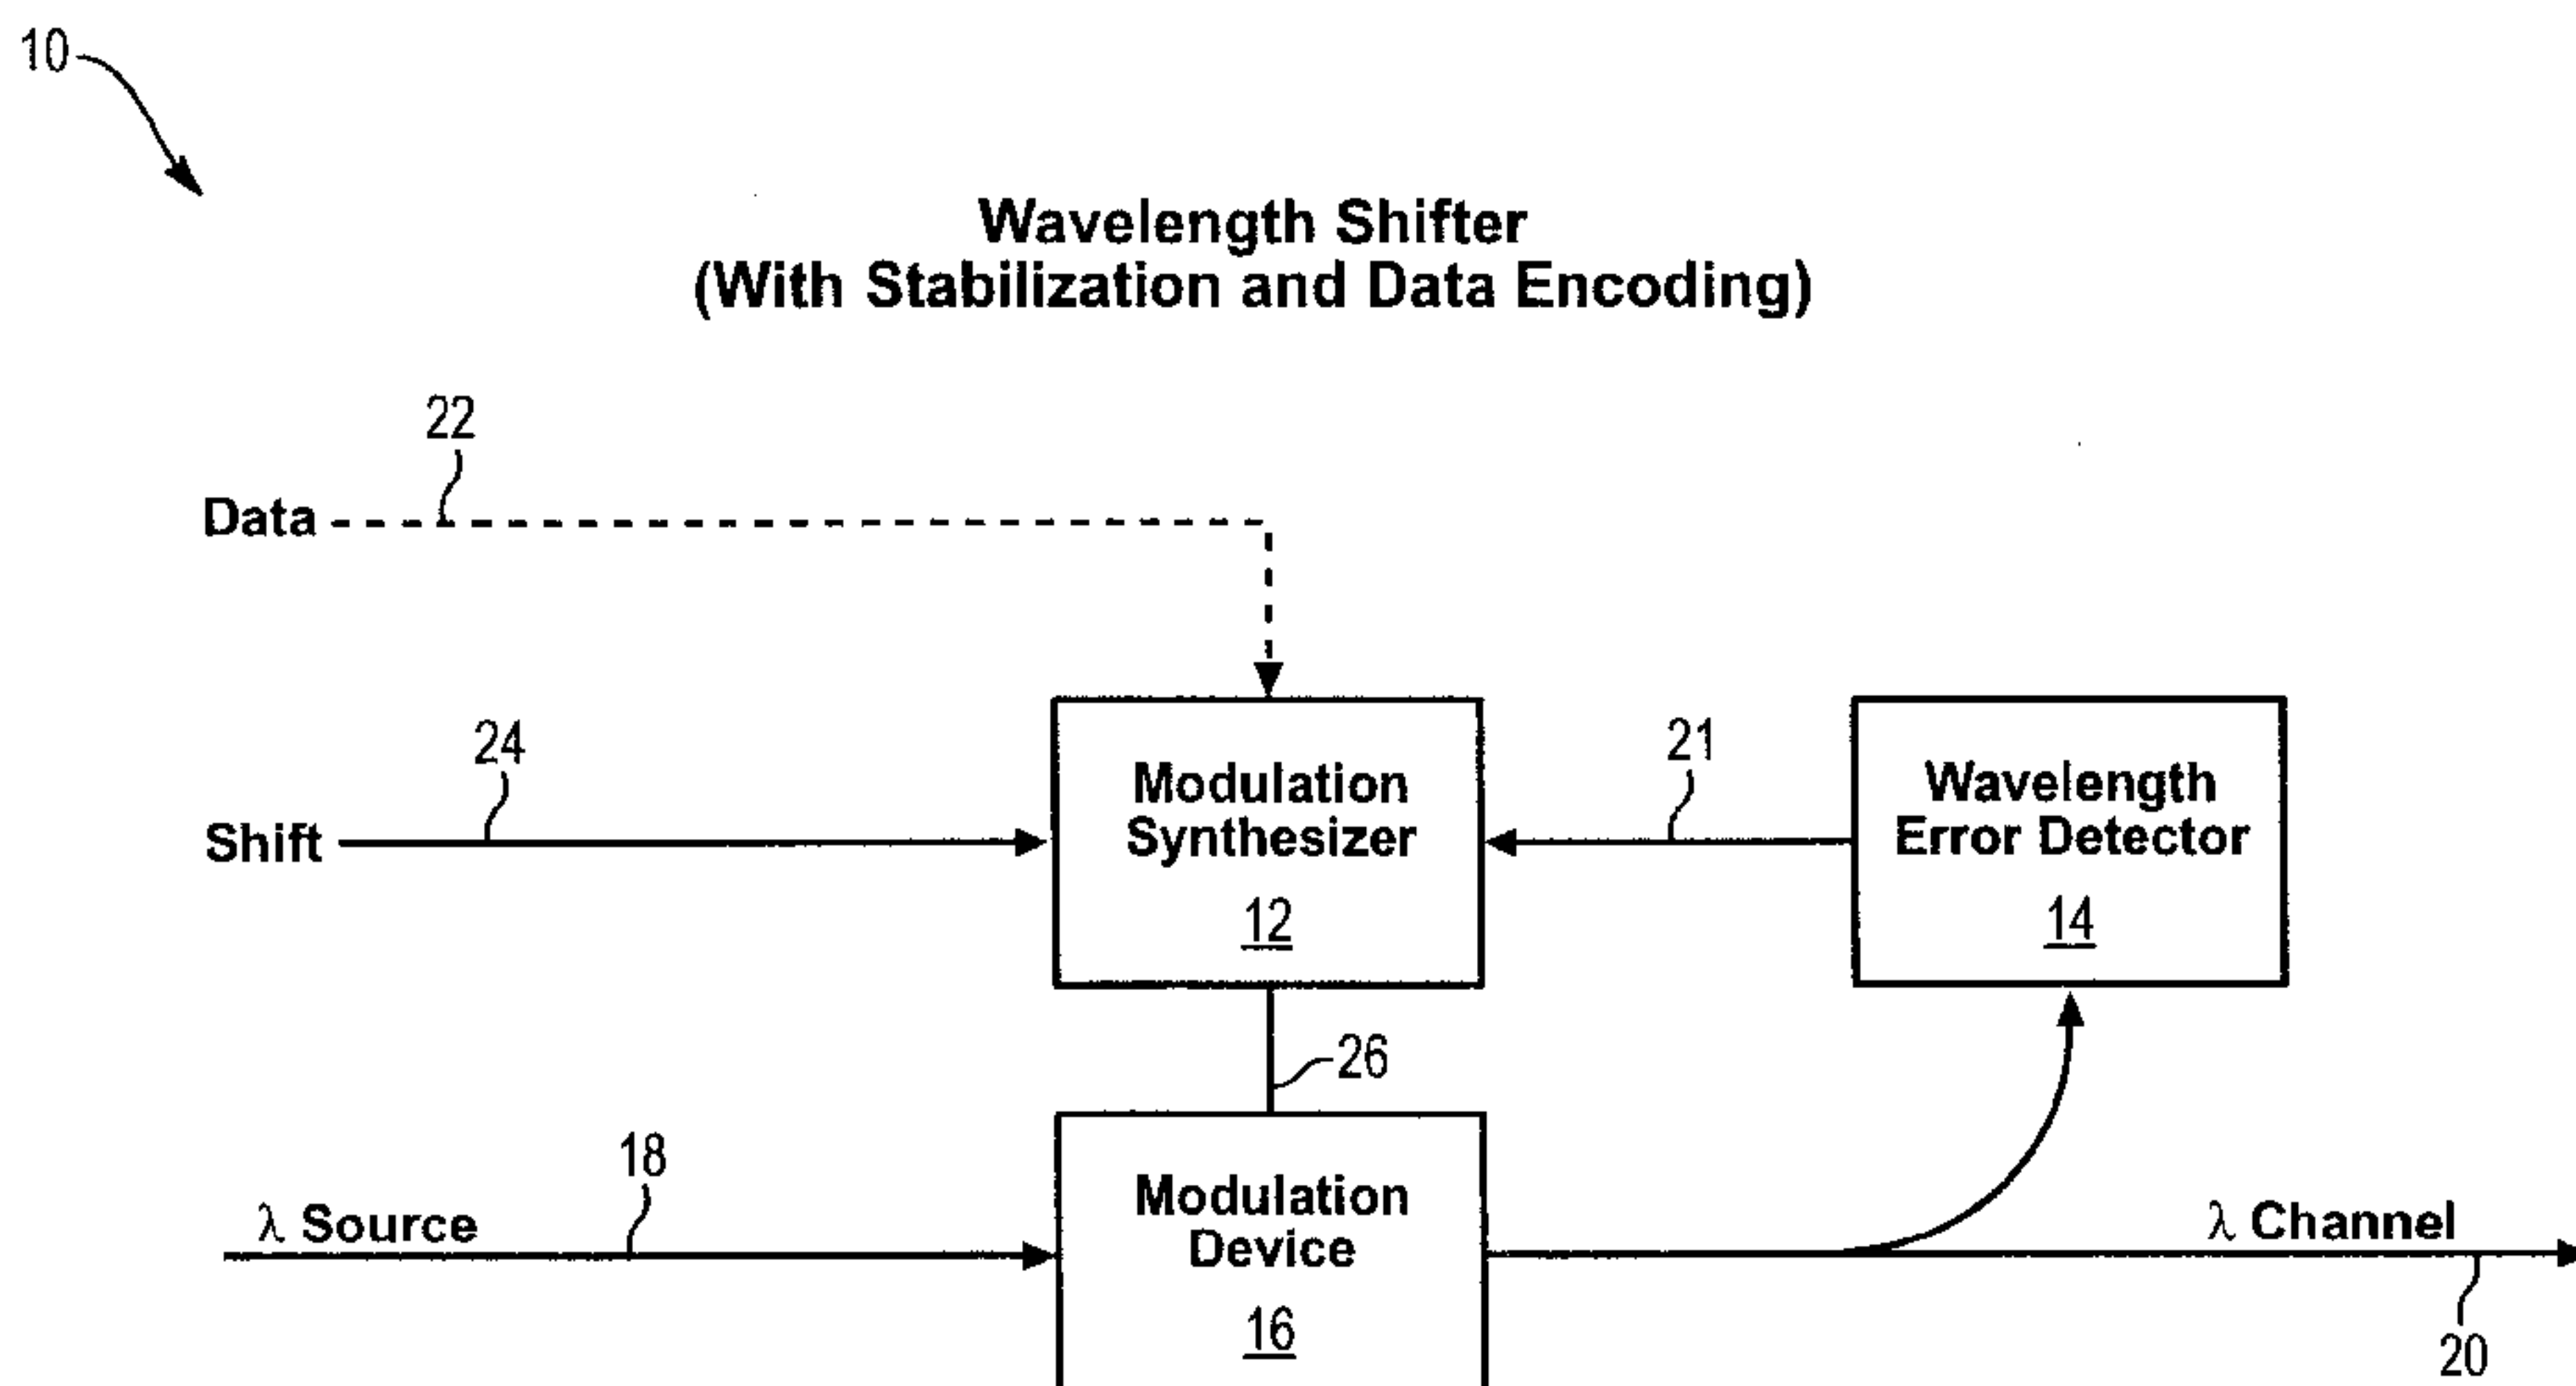 10
Wavelength Shifter
(With Stabilization and Data Encoding)
22
Data
24
Shift
Modulation
Synthesizer
12
21
Wavelength
Error Detector
14
26
18
λ Source
Modulation
Device
16
λ Channel
20